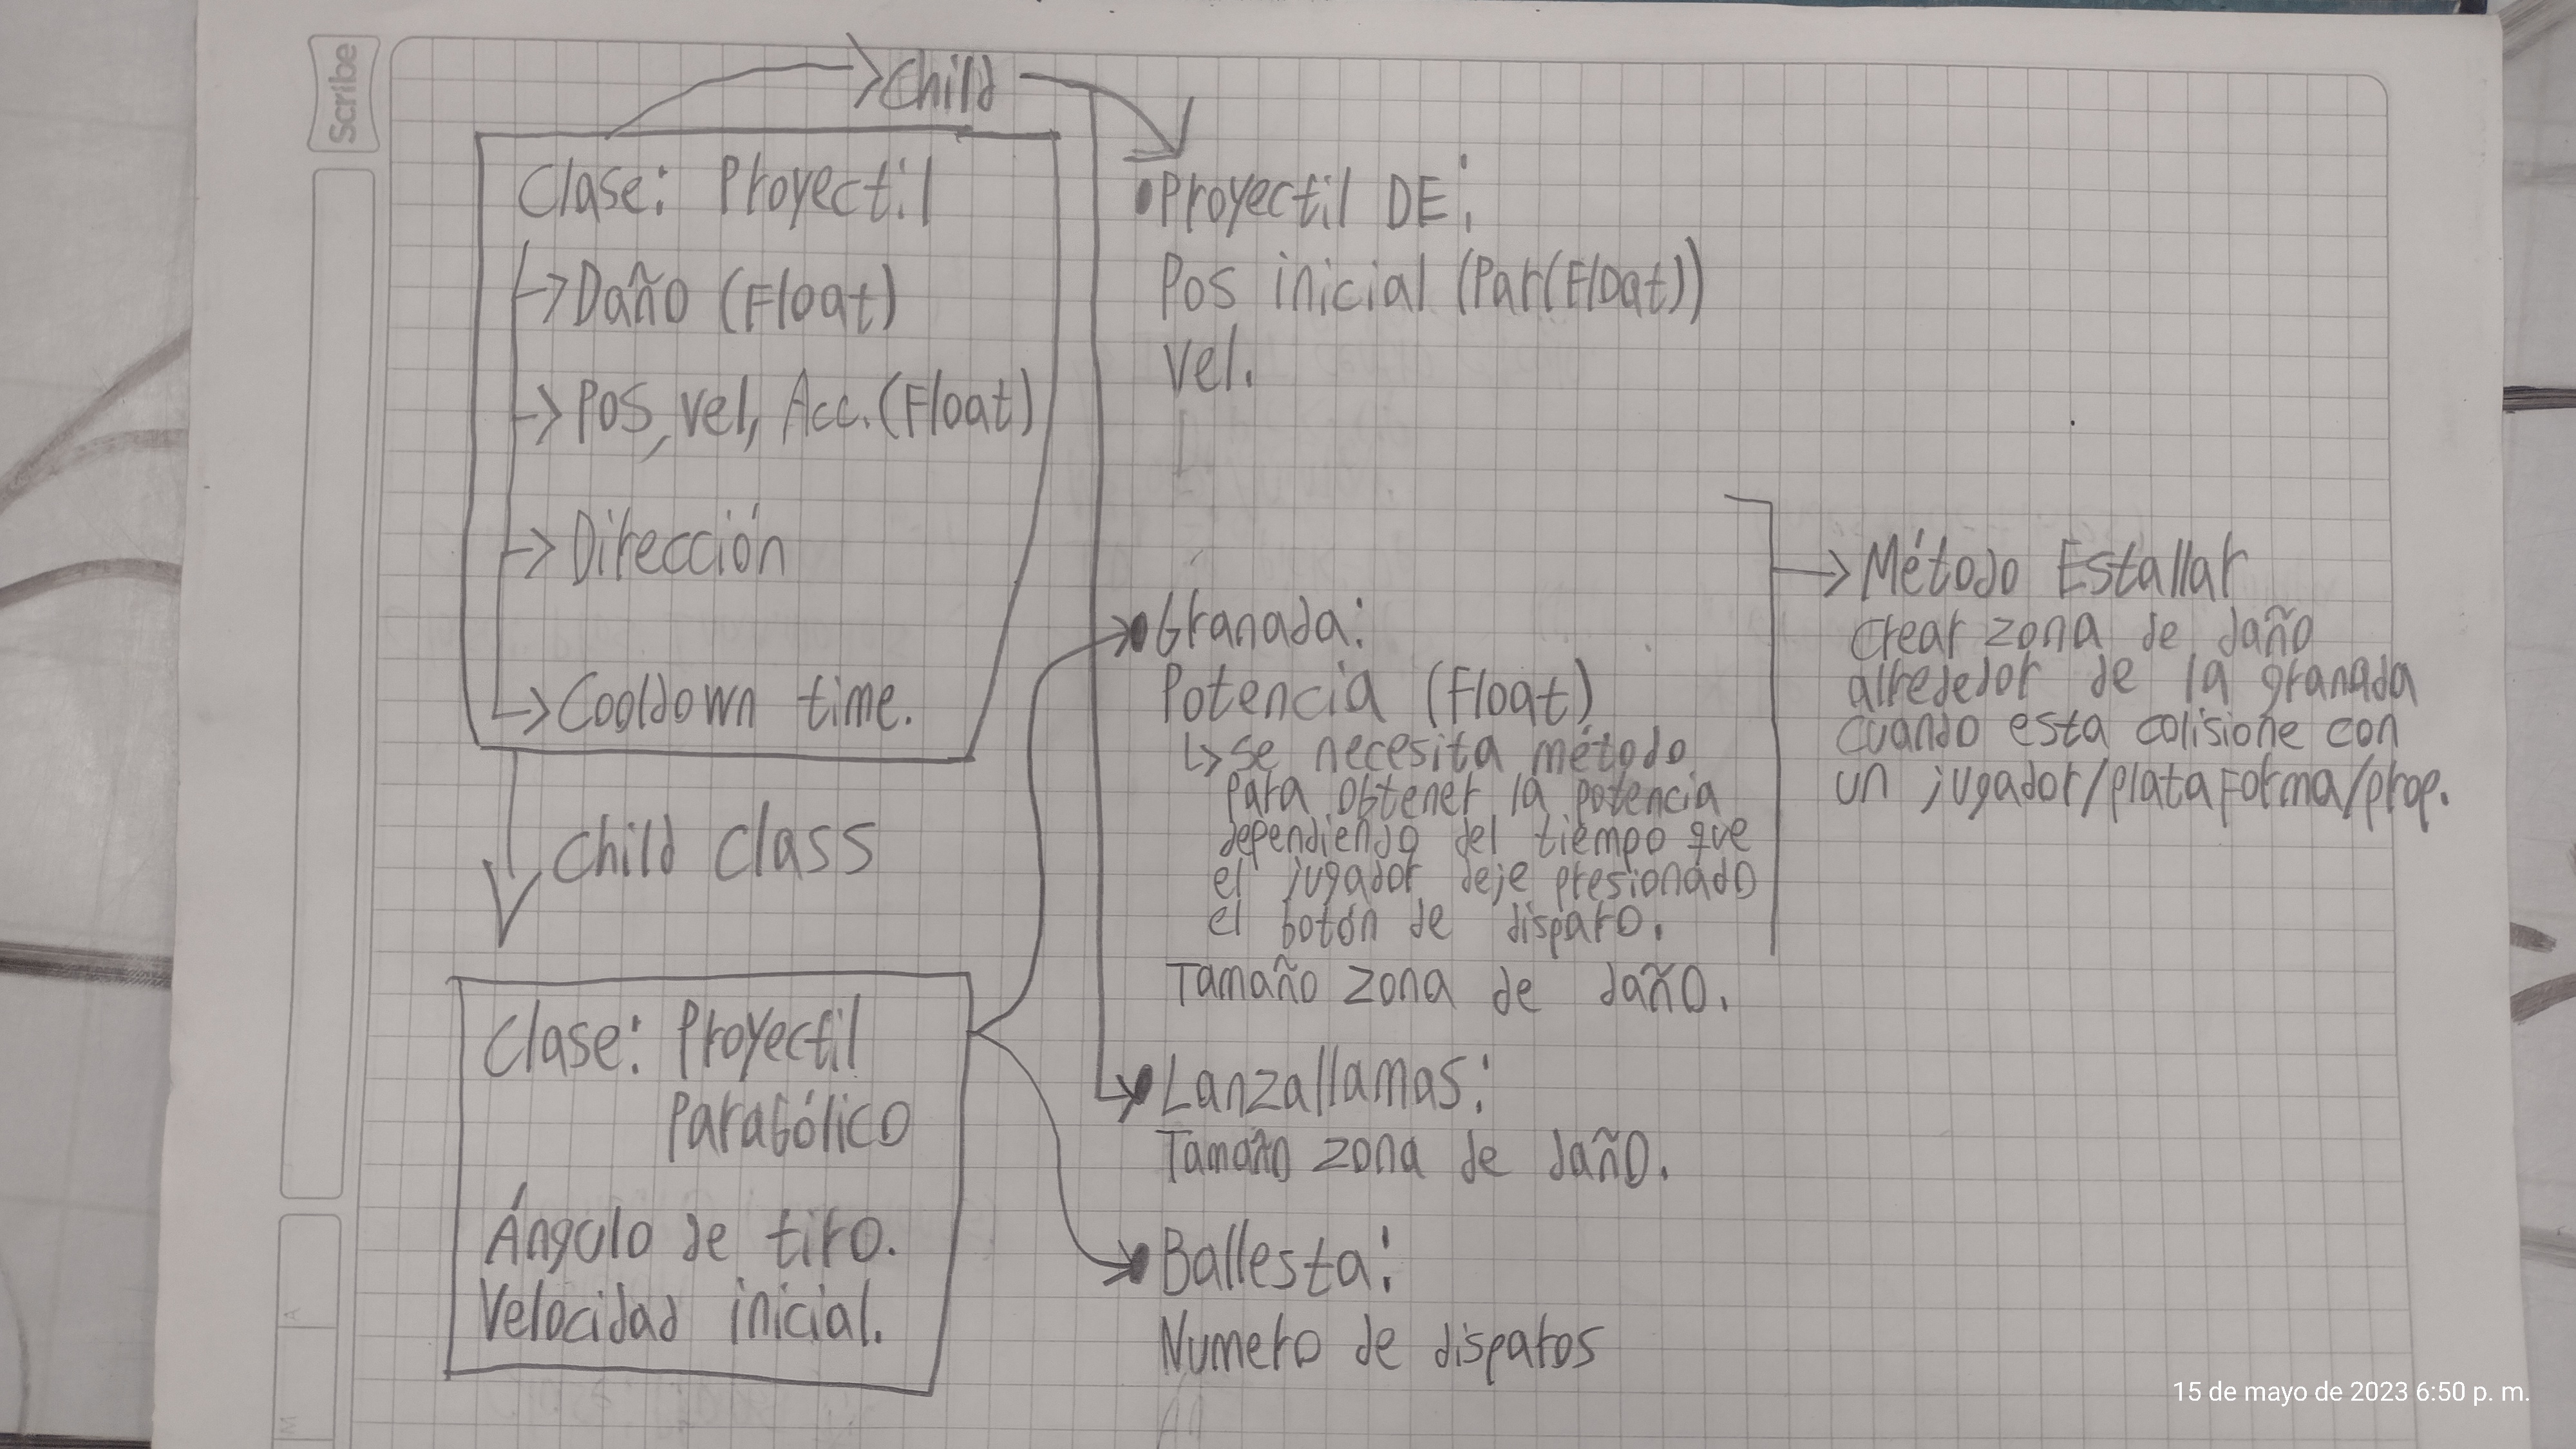 Scribe
Child
Clase: Proyectil
Daño (Float)
Pos, vel, Acc. (Float)
Dirección
Cooldown time.
Child class
Clase: Proyectil
Parabólico
Ángulo de tiro.
Velocidad inicial.
Proyectil DE:
Pos inicial (Par(Float))
vel.
Granada:
Potencia (Float)
se necesita método
para obtener la potencia
dependiendo del tiempo que
el jugador deje presionado
el botón de disparo.
Tamaño zona de daño.
Lanzallamas:
Tamaño zona de daño.
Ballesta:
Numero de disparos
Método Estallar
crear zona de daño
alrededor de la granada
cuando esta colisione con
un jugador/plataforma/prop.
A
M
15 de mayo de 2023 6:50 p. m.